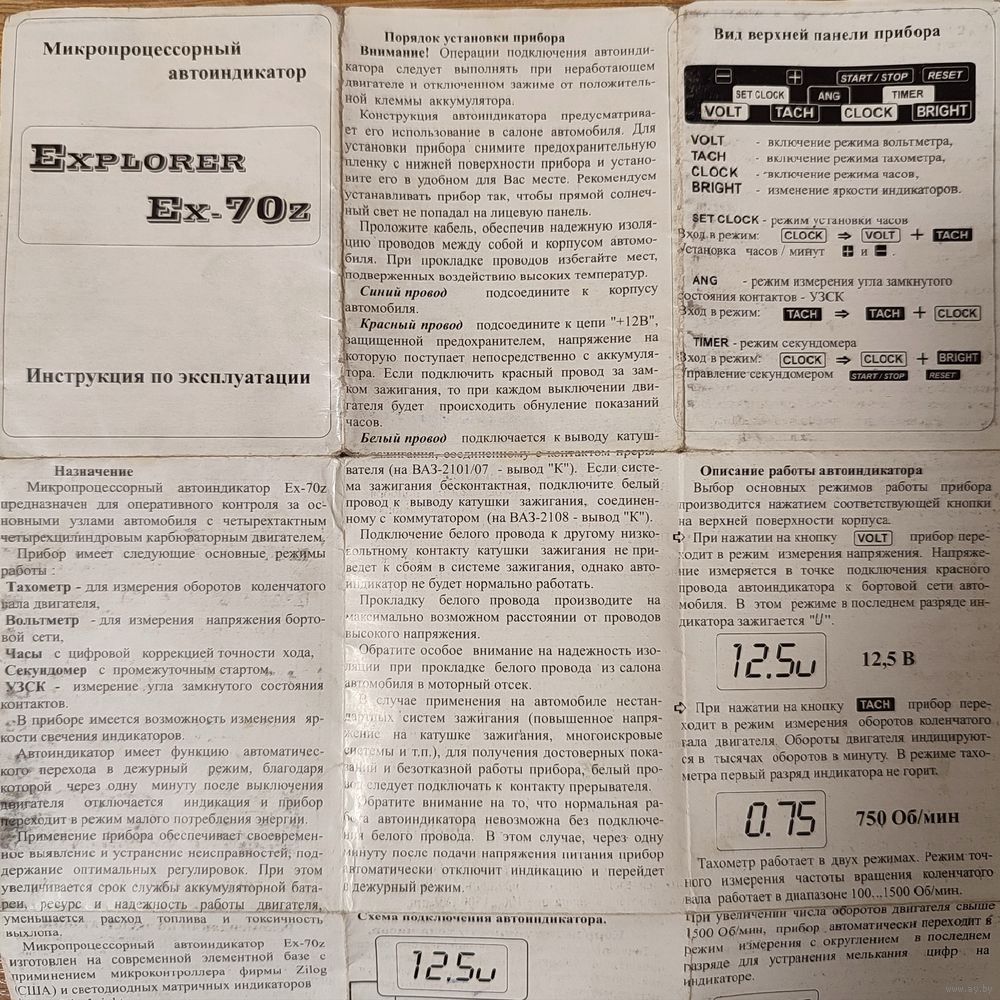 Микропроцессорный
автоиндикатор
EXPLORER
Ex-70z
Инструкция по эксплуатации
Порядок установки прибора
Внимание! Операции подключения автоинди-
катора следует выполнять при неработающем
двигателе и отключенном зажиме от положитель-
ной клеммы аккумулятора.
Конструкция автоиндикатора предусматрива-
ет его использование в салоне автомобиля. Для
установки прибора снимите предохранительную
пленку с нижней поверхности прибора и устано-
вите его в удобном для Вас месте. Рекомендуем
устанавливать прибор так, чтобы прямой солнеч-
ный свет не попадал на лицевую панель.
Проложите кабель, обеспечив надежную изоля-
цию проводов между собой и корпусом автомо-
биля. При прокладке проводов избегайте мест,
подверженных воздействию высоких температур.
Синий провод подсоедините к корпусу
автомобиля.
Красный провод подсоедините к цепи "+12В",
защищенной предохранителем, напряжение на
которую поступает непосредственно с аккумуля-
тора. Если подключить красный провод за зам-
ком зажигания, то при каждом выключении дви-
гателя будет происходить обнуление показаний
часов.
Белый провод подключается к выводу катуш-
зажигания, соединенному с контактом преры-
вателя (на ВАЗ-2101/07 - вывод "К"). Если систе-
ма зажигания бесконтактная, подключите белый
провод к выводу катушки зажигания, соединен-
ному с коммутатором (на ВАЗ-2108 - вывод "К").
Подключение белого провода к другому низко-
вольтному контакту катушки зажигания не при-
ведет к сбоям в системе зажигания, однако авто-
индикатор не будет нормально работать.
Прокладку белого провода производите на
максимально возможном расстоянии от проводов
высокого напряжения.
Обратите особое внимание на надежность изо-
ляции при прокладке белого провода из салона
автомобиля в моторный отсек.
В случае применения на автомобиле нестан-
дартных систем зажигания (повышенное напря-
жение на катушке зажигания, многоискровые
системы и т.п.), для получения достоверных пока-
заний и безотказной работы прибора, белый про-
вод следует подключать к контакту прерывателя.
Обратите внимание на то, что нормальная ра-
бота автоиндикатора невозможна без подключе-
ния белого провода. В этом случае, через одну
минуту после подачи напряжения питания прибор
автоматически отключит индикацию и перейдет
в дежурный режим.
Схема подключения автоиндикатора.
12.5u
Вид верхней панели прибора
− + START / STOP RESET
SET CLOCK ANG TIMER
VOLT TACH CLOCK BRIGHT
VOLT - включение режима вольтметра,
TACH - включение режима тахометра,
CLOCK - включение режима часов,
BRIGHT - изменение яркости индикаторов.
SET CLOCK - режим установки часов
Вход в режим: CLOCK ⇒ VOLT + TACH
Установка часов / минут + и − .
ANG - режим измерения угла замкнутого
состояния контактов - УЗСК
Вход в режим: TACH ⇒ TACH + CLOCK
TIMER - режим секундомера
Вход в режим: CLOCK ⇒ CLOCK + BRIGHT
Управление секундомером START / STOP RESET
Назначение
Микропроцессорный автоиндикатор Ex-70z
предназначен для оперативного контроля за ос-
новными узлами автомобиля с четырехтактным
четырехцилиндровым карбюраторным двигателем.
Прибор имеет следующие основные режимы
работы :
Тахометр - для измерения оборотов коленчатого
вала двигателя,
Вольтметр - для измерения напряжения борто-
вой сети,
Часы с цифровой коррекцией точности хода,
Секундомер с промежуточным стартом,
УЗСК - измерение угла замкнутого состояния
контактов.
В приборе имеется возможность изменения яр-
кости свечения индикаторов.
Автоиндикатор имеет функцию автоматичес-
кого перехода в дежурный режим, благодаря
которой через одну минуту после выключения
двигателя отключается индикация и прибор
переходит в режим малого потребления энергии.
Применение прибора обеспечивает своевремен-
ное выявление и устранение неисправностей, под-
держание оптимальных регулировок. При этом
увеличивается срок службы аккумуляторной бата-
реи, ресурс и надежность работы двигателя,
уменьшается расход топлива и токсичность
выхлопа.
Микропроцессорный автоиндикатор Ex-70z
изготовлен на современной элементной базе с
применением микроконтроллера фирмы Zilog
(США) и светодиодных матричных индикаторов
Описание работы автоиндикатора
Выбор основных режимов работы прибора
производится нажатием соответствующей кнопки
на верхней поверхности корпуса.
⇨ При нажатии на кнопку VOLT прибор пере-
ходит в режим измерения напряжения. Напряже-
ние измеряется в точке подключения красного
провода автоиндикатора к бортовой сети авто-
мобиля. В этом режиме в последнем разряде ин-
дикатора зажигается "U".
12.5u 12,5 В
⇨ При нажатии на кнопку TACH прибор пере-
ходит в режим измерения оборотов коленчатого
вала двигателя. Обороты двигателя индицируют-
ся в тысячах оборотов в минуту. В режиме тахо-
метра первый разряд индикатора не горит.
0.75 750 Об/мин
Тахометр работает в двух режимах. Режим точ-
ного измерения частоты вращения коленчатого
вала работает в диапазоне 100...1500 Об/мин.
При увеличении числа оборотов двигателя свыше
1500 Об/мин, прибор автоматически переходит в
режим измерения с округлением в последнем
разряде для устранения мелькания цифр на
индикаторе.
www.ay.by